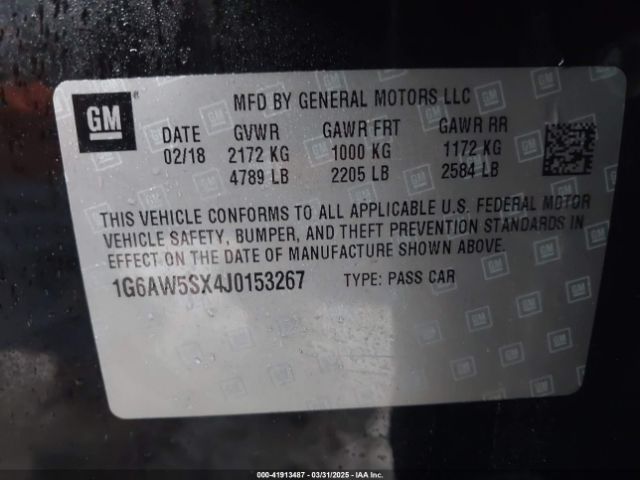 GM ®
MFD BY GENERAL MOTORS LLC
DATE GVWR GAWR FRT GAWR RR
02/18 2172 KG 1000 KG 1172 KG
4789 LB 2205 LB 2584 LB
THIS VEHICLE CONFORMS TO ALL APPLICABLE U.S. FEDERAL MOTOR
VEHICLE SAFETY, BUMPER, AND THEFT PREVENTION STANDARDS IN
EFFECT ON THE DATE OF MANUFACTURE SHOWN ABOVE.
1G6AW5SX4J0153267 TYPE: PASS CAR
000-41913487 - 03/31/2025 - IAA Inc.